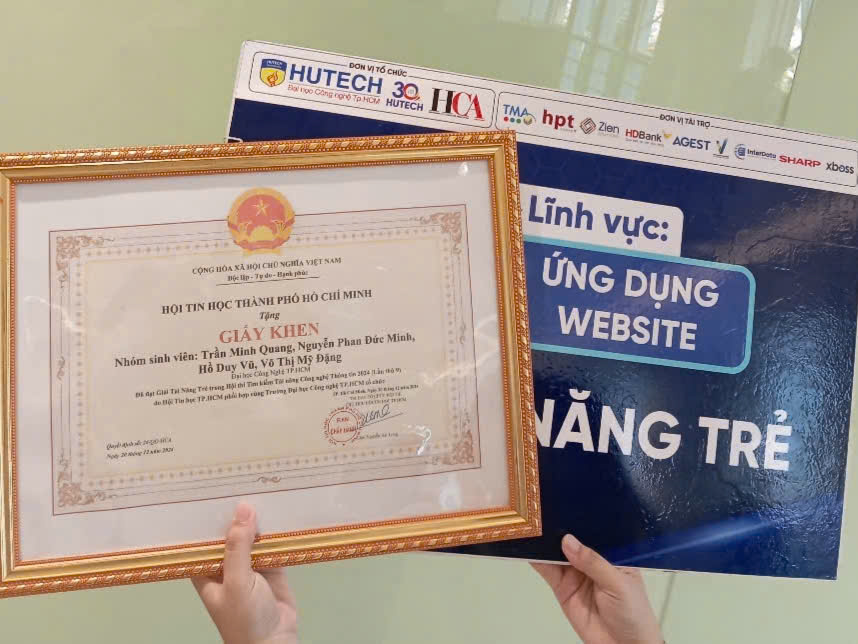 CỘNG HÒA XÃ HỘI CHỦ NGHĨA VIỆT NAM
Độc lập - Tự do - Hạnh phúc
HỘI TIN HỌC THÀNH PHỐ HỒ CHÍ MINH
Tặng
GIẤY KHEN
Nhóm sinh viên: Trần Minh Quang, Nguyễn Phan Đức Minh,
Hồ Duy Vũ, Võ Thị Mỹ Đặng
Đại học Công Nghệ TP.HCM
Đã đạt Giải Tài Năng Trẻ trong Hội thi Tìm kiếm Tài năng Công nghệ Thông tin 2024 (Lần thứ 9)
do Hội Tin học TP.HCM phối hợp cùng Trường Đại học Công nghệ TP.HCM tổ chức
Quyết định số: 24/QĐ-HCA
Ngày 20 tháng 12 năm 2024
BAN
CHẤP HÀNH
ĐƠN VỊ TỔ CHỨC
HUTECH
HUTECH
Đại học Công nghệ Tp.HCM
30
HUTECH
HCA
ĐƠN VỊ TÀI TRỢ
TMA
hpt
Zien
HDBank
AGEST
InterData
SHARP
xboss
Lĩnh vực:
ỨNG DỤNG
WEBSITE
NĂNG TRẺ